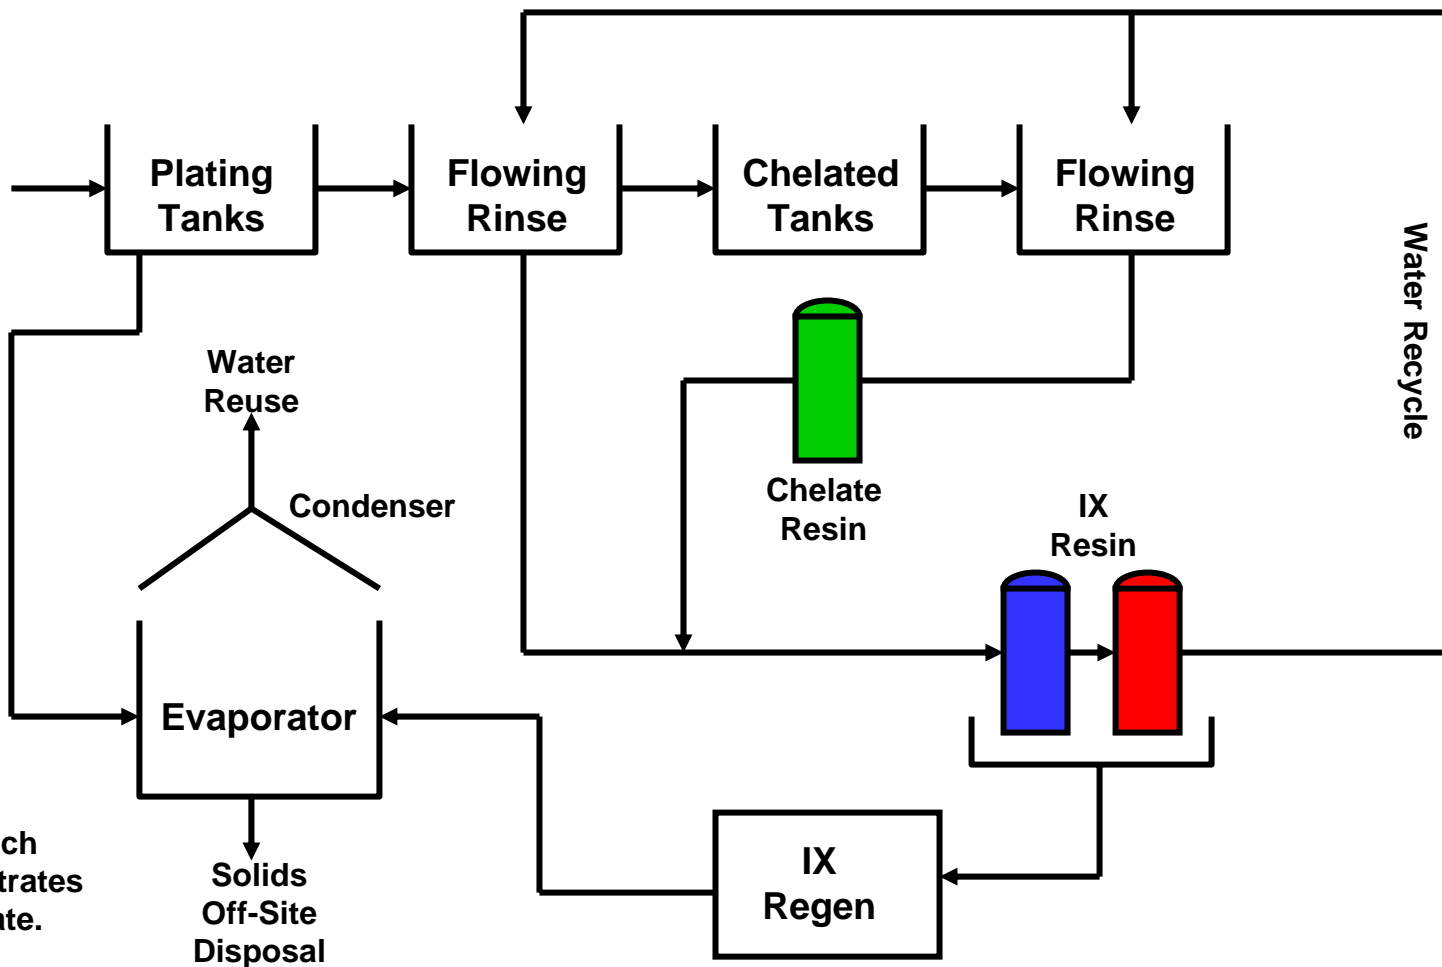 Plating
Tanks
Flowing
Rinse
Chelated
Tanks
Flowing
Rinse
Water Recycle
Water
Reuse
Condenser
Chelate
Resin
IX
Resin
Evaporator
IX
Regen
Solids
Off-Site
Disposal